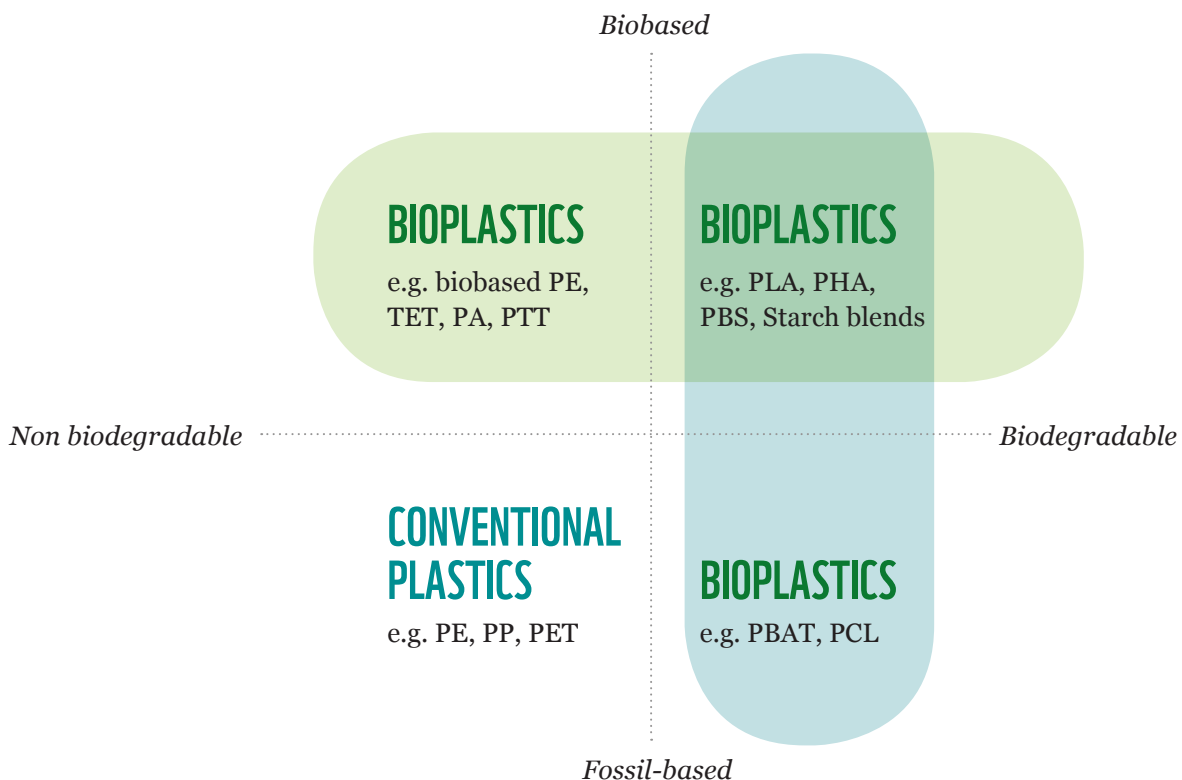 Biobased
BIOPLASTICS
e.g. biobased PE,
TET, PA, PTT
BIOPLASTICS
e.g. PLA, PHA,
PBS, Starch blends
Non biodegradable
Biodegradable
CONVENTIONAL
PLASTICS
e.g. PE, PP, PET
BIOPLASTICS
e.g. PBAT, PCL
Fossil-based